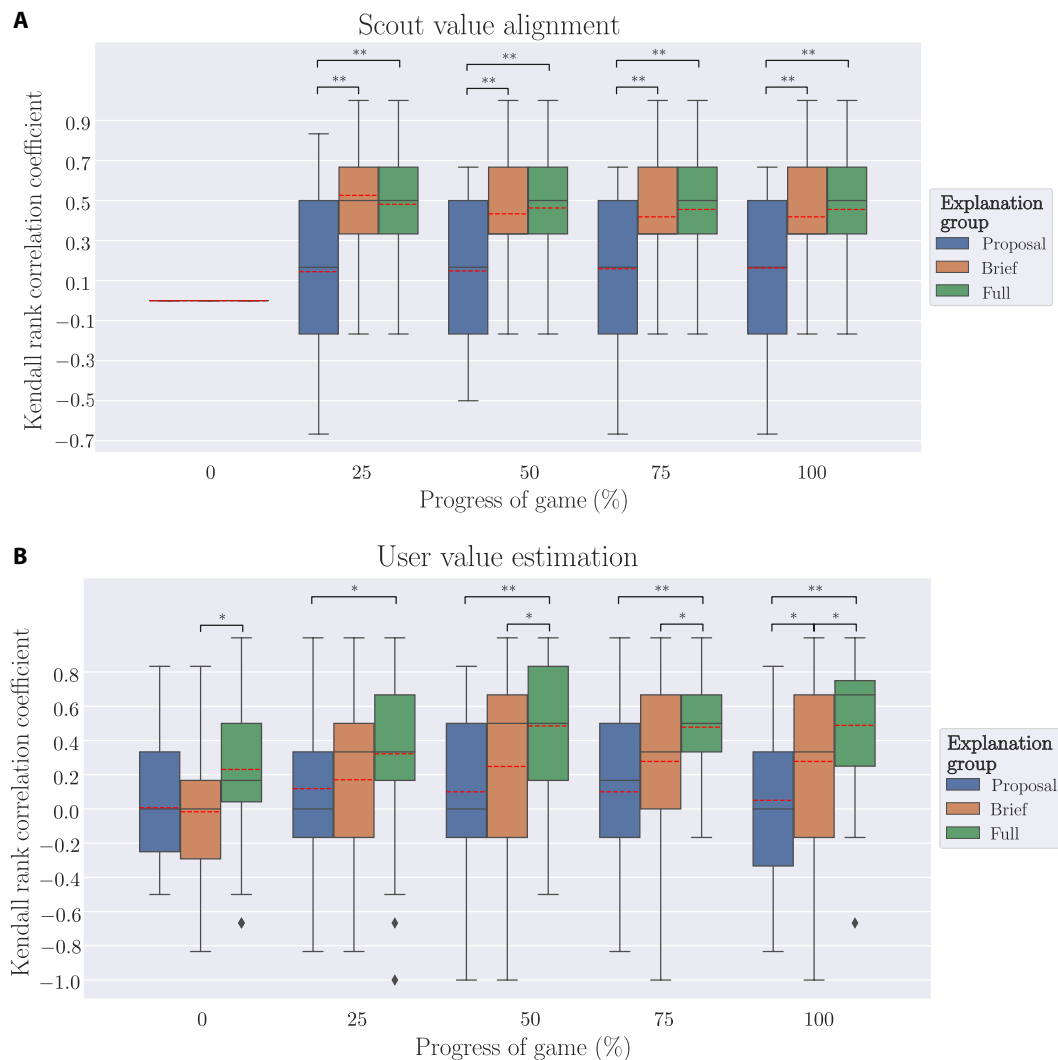 A
Scout value alignment
Kendall rank correlation coefficient
0.9
0.7
0.5
0.3
0.1
−0.1
−0.3
−0.5
−0.7
** ** ** **
** ** ** **
0 25 50 75 100
Progress of game (%)
Explanation
group
Proposal
Brief
Full
B
User value estimation
Kendall rank correlation coefficient
0.8
0.6
0.4
0.2
0.0
−0.2
−0.4
−0.6
−0.8
−1.0
* ** ** **
* * * * *
0 25 50 75 100
Progress of game (%)
Explanation
group
Proposal
Brief
Full